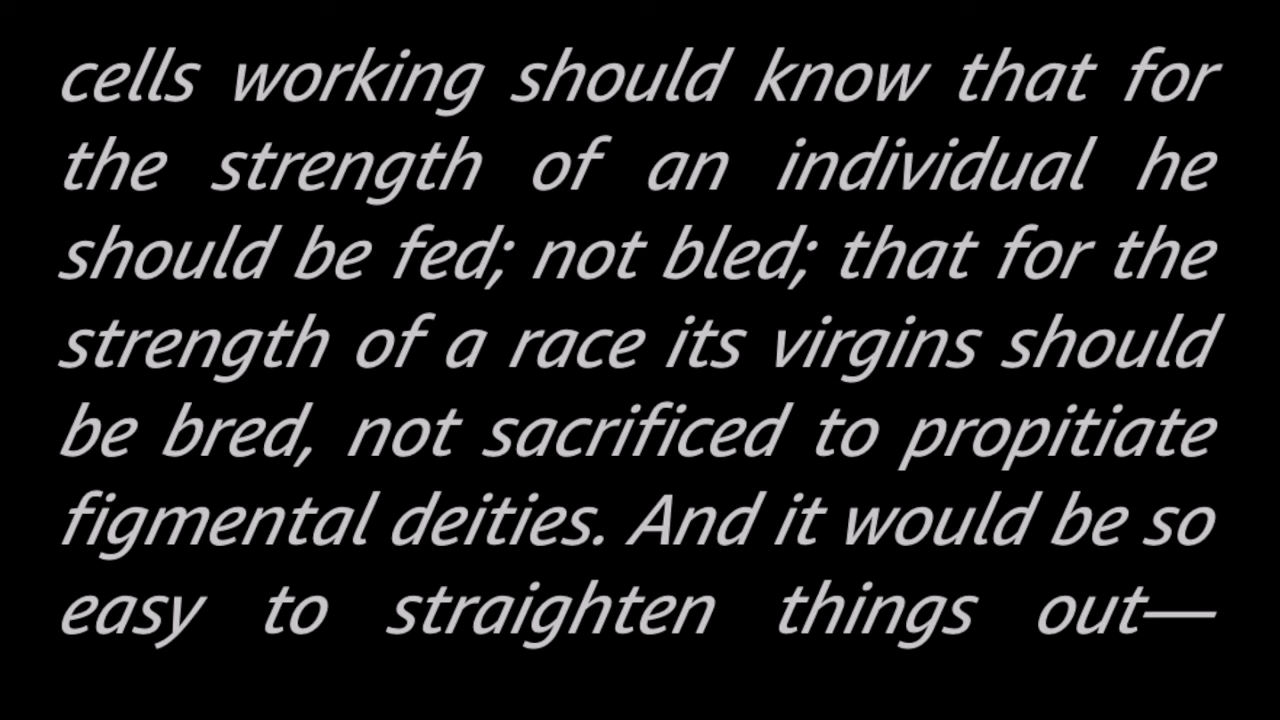 cells working should know that for
the strength of an individual he
should be fed; not bled; that for the
strength of a race its virgins should
be bred, not sacrificed to propitiate
figmental deities. And it would be so
easy to straighten things out—